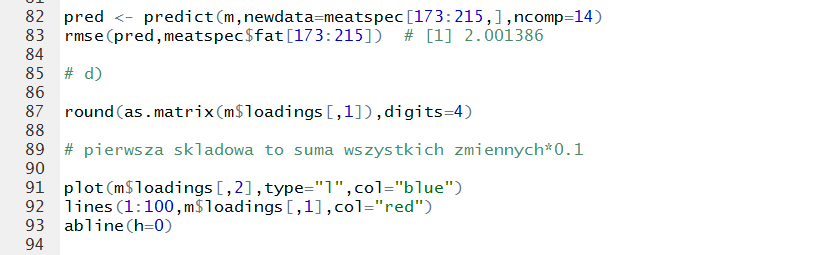 82 pred <- predict(m,newdata=meatspec[173:215,],ncomp=14)
83 rmse(pred,meatspec$fat[173:215])  # [1] 2.001386
84
85 # d)
86
87 round(as.matrix(m$loadings[,1]),digits=4)
88
89 # pierwsza skladowa to suma wszystkich zmiennych*0.1
90
91 plot(m$loadings[,2],type="l",col="blue")
92 lines(1:100,m$loadings[,1],col="red")
93 abline(h=0)
94